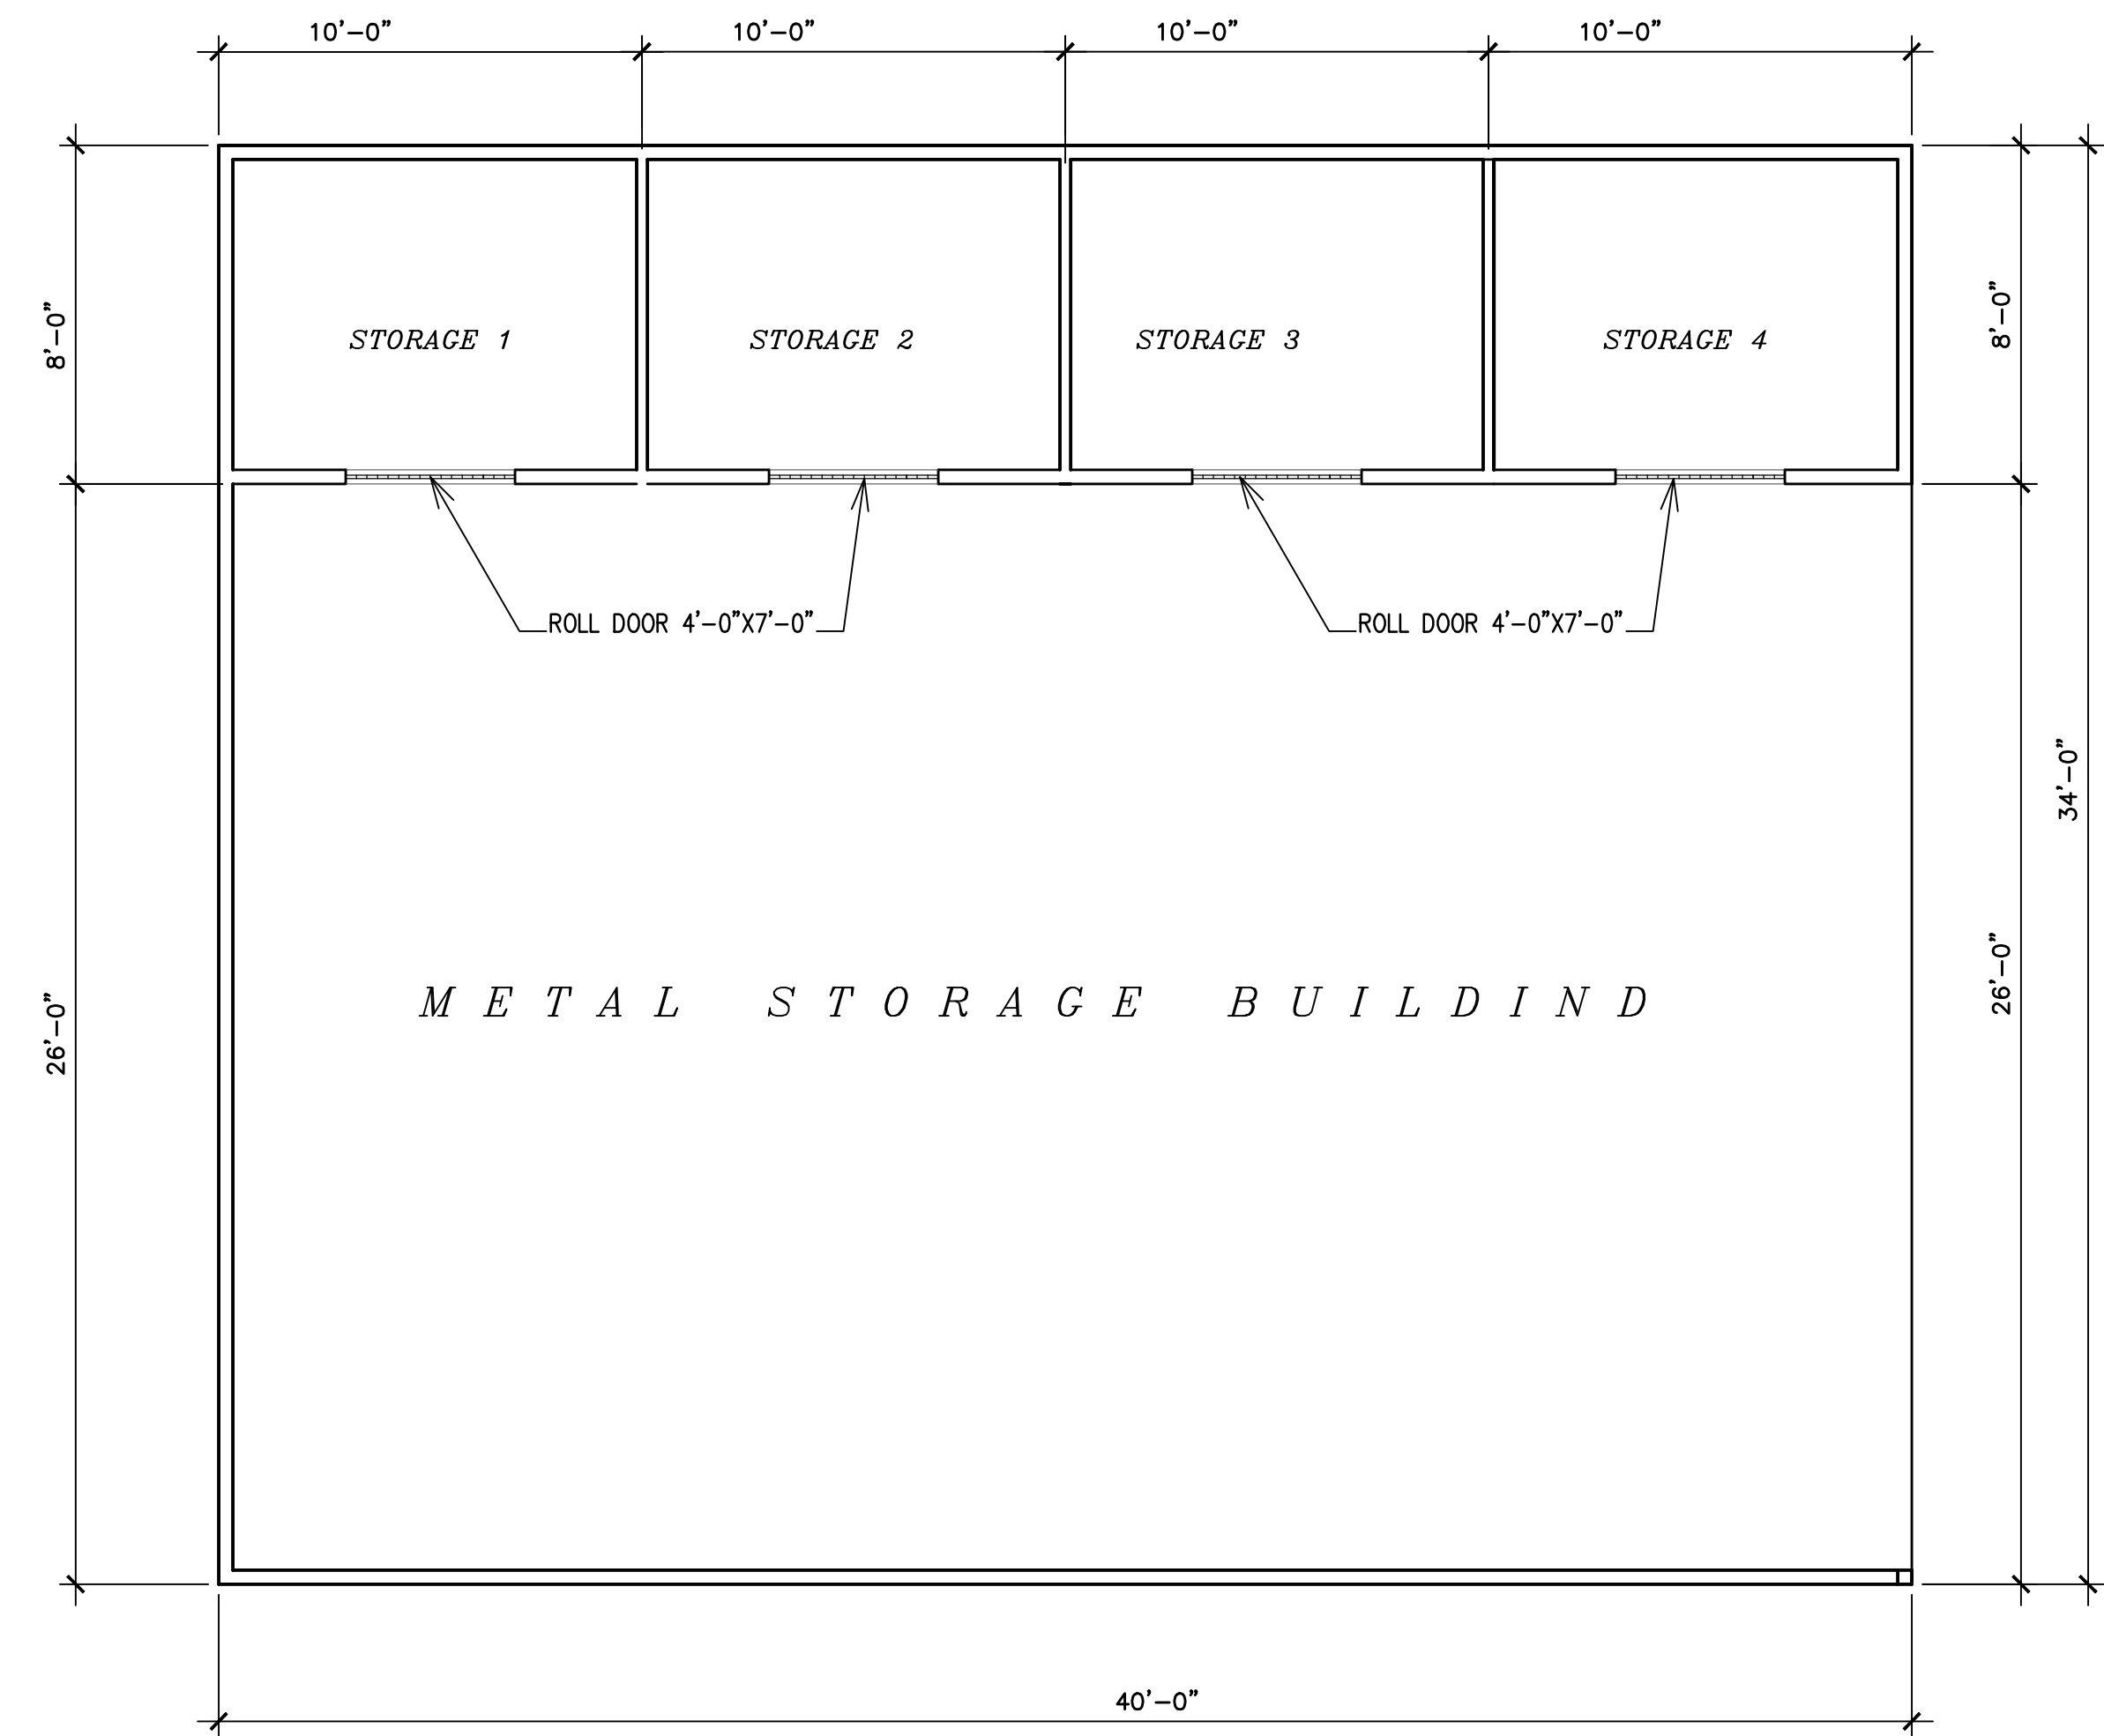 10'-0" 10'-0" 10'-0" 10'-0"
8'-0"
8'-0"
STORAGE 1 STORAGE 2 STORAGE 3 STORAGE 4
ROLL DOOR 4'-0"X7'-0" ROLL DOOR 4'-0"X7'-0"
34'-0"
METAL STORAGE BUILDIND
26'-0"
26'-0"
40'-0"